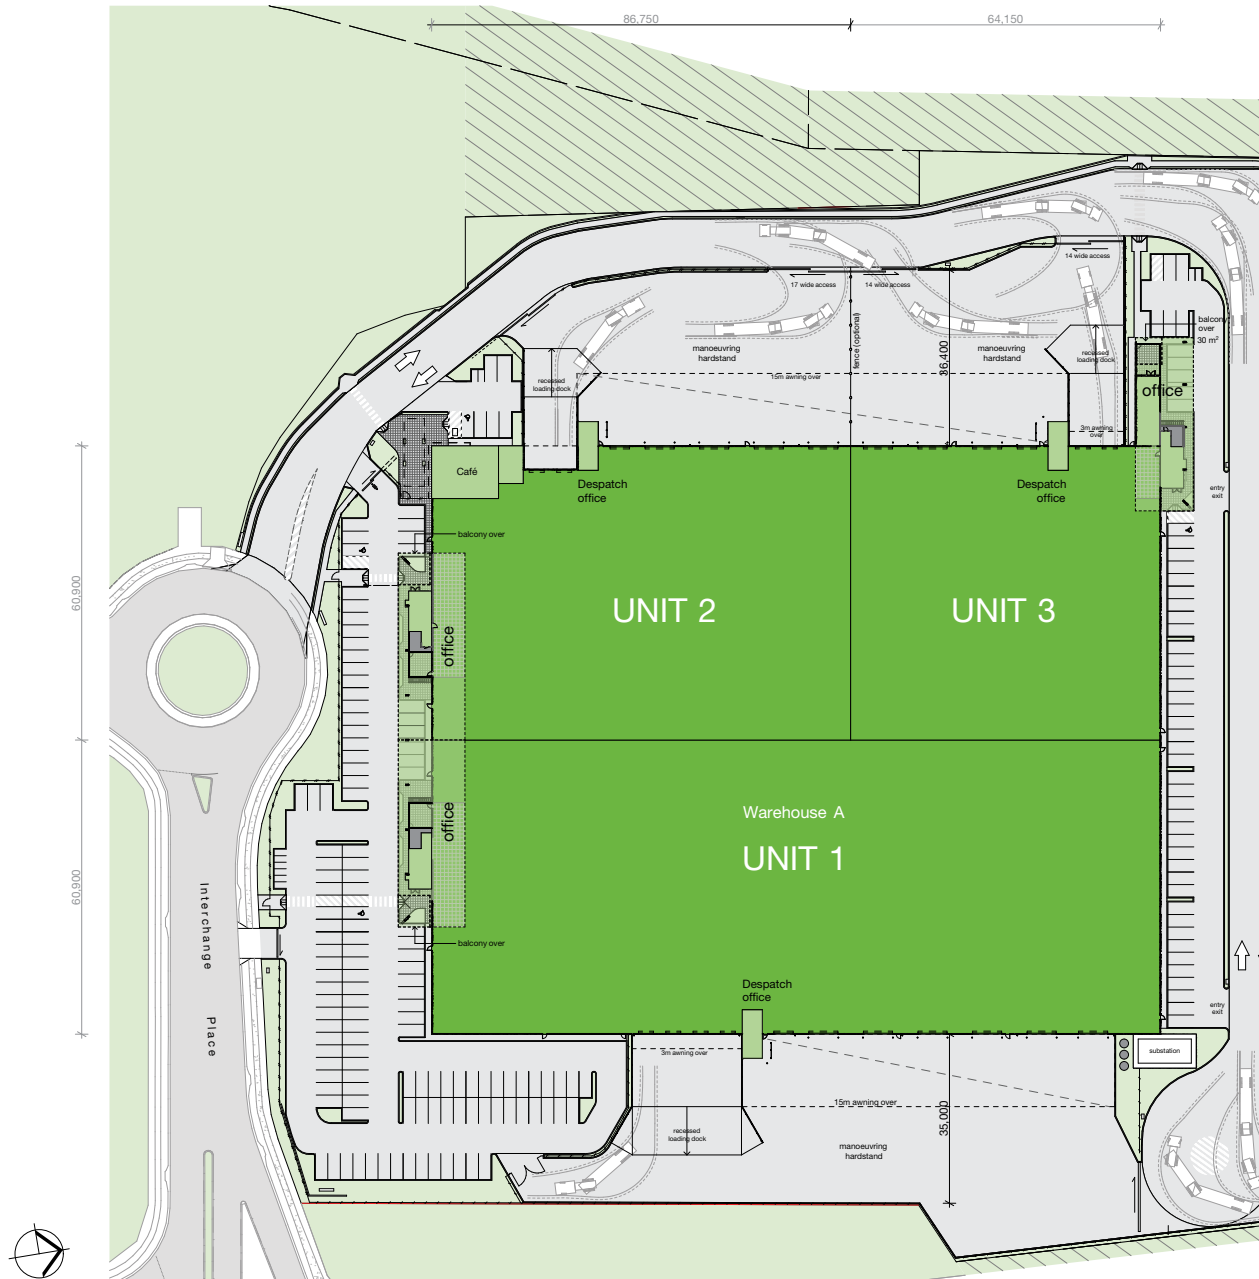 86,750
64,150
14 wide access
17 wide access
14 wide access
balcony
over
30 m²
fence (optional)
36,400
manoeuvring
hardstand
manoeuvring
hardstand
recessed
loading dock
recessed
loading dock
15m awning over
office
3m awning
over
Café
Despatch
office
Despatch
office
entry
exit
balcony over
60,900
UNIT 2
UNIT 3
office
office
Warehouse A
UNIT 1
60,900
Interchange Place
balcony over
Despatch
office
entry
exit
3m awning over
substation
15m awning over
35,000
recessed
loading dock
manoeuvring
hardstand